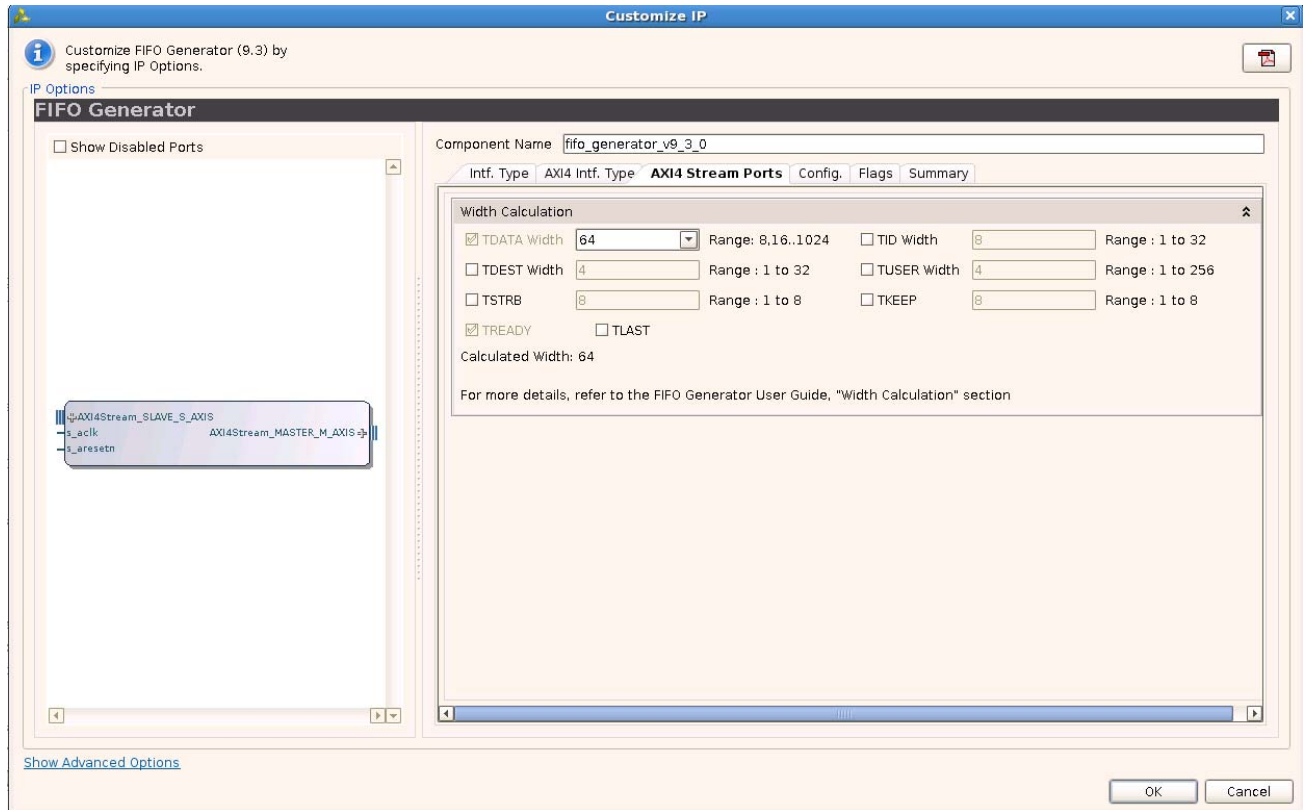 Customize IP
Customize FIFO Generator (9.3) by
specifying IP Options.
IP Options
FIFO Generator
Show Disabled Ports
Component Name fifo_generator_v9_3_0
Intf. Type AXI4 Intf. Type AXI4 Stream Ports Config. Flags Summary
Width Calculation
TDATA Width 64 Range: 8,16..1024 TID Width 8 Range : 1 to 32
TDEST Width 4 Range : 1 to 32 TUSER Width 4 Range : 1 to 256
TSTRB 8 Range : 1 to 8 TKEEP 8 Range : 1 to 8
TREADY TLAST
Calculated Width: 64
For more details, refer to the FIFO Generator User Guide, "Width Calculation" section
AXI4Stream_SLAVE_S_AXIS
s_aclk AXI4Stream_MASTER_M_AXIS
s_aresetn
Show Advanced Options
OK Cancel